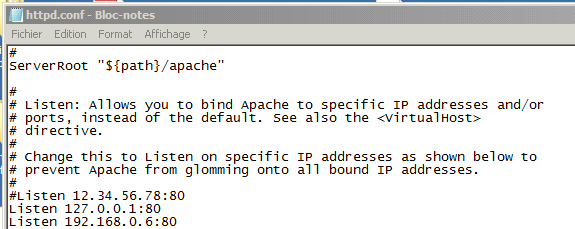 httpd.conf - Bloc-notes
Fichier Edition Format Affichage ?
#
ServerRoot "${path}/apache"
#
# Listen: Allows you to bind Apache to specific IP addresses and/or
# ports, instead of the default. See also the <VirtualHost>
# directive.
#
# Change this to Listen on specific IP addresses as shown below to
# prevent Apache from glomming onto all bound IP addresses.
#
#Listen 12.34.56.78:80
Listen 127.0.0.1:80
Listen 192.168.0.6:80